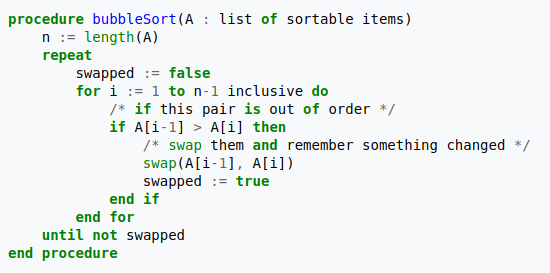 procedure bubbleSort(A : list of sortable items)
    n := length(A)
    repeat
        swapped := false
        for i := 1 to n-1 inclusive do
            /* if this pair is out of order */
            if A[i-1] > A[i] then
                /* swap them and remember something changed */
                swap(A[i-1], A[i])
                swapped := true
            end if
        end for
    until not swapped
end procedure